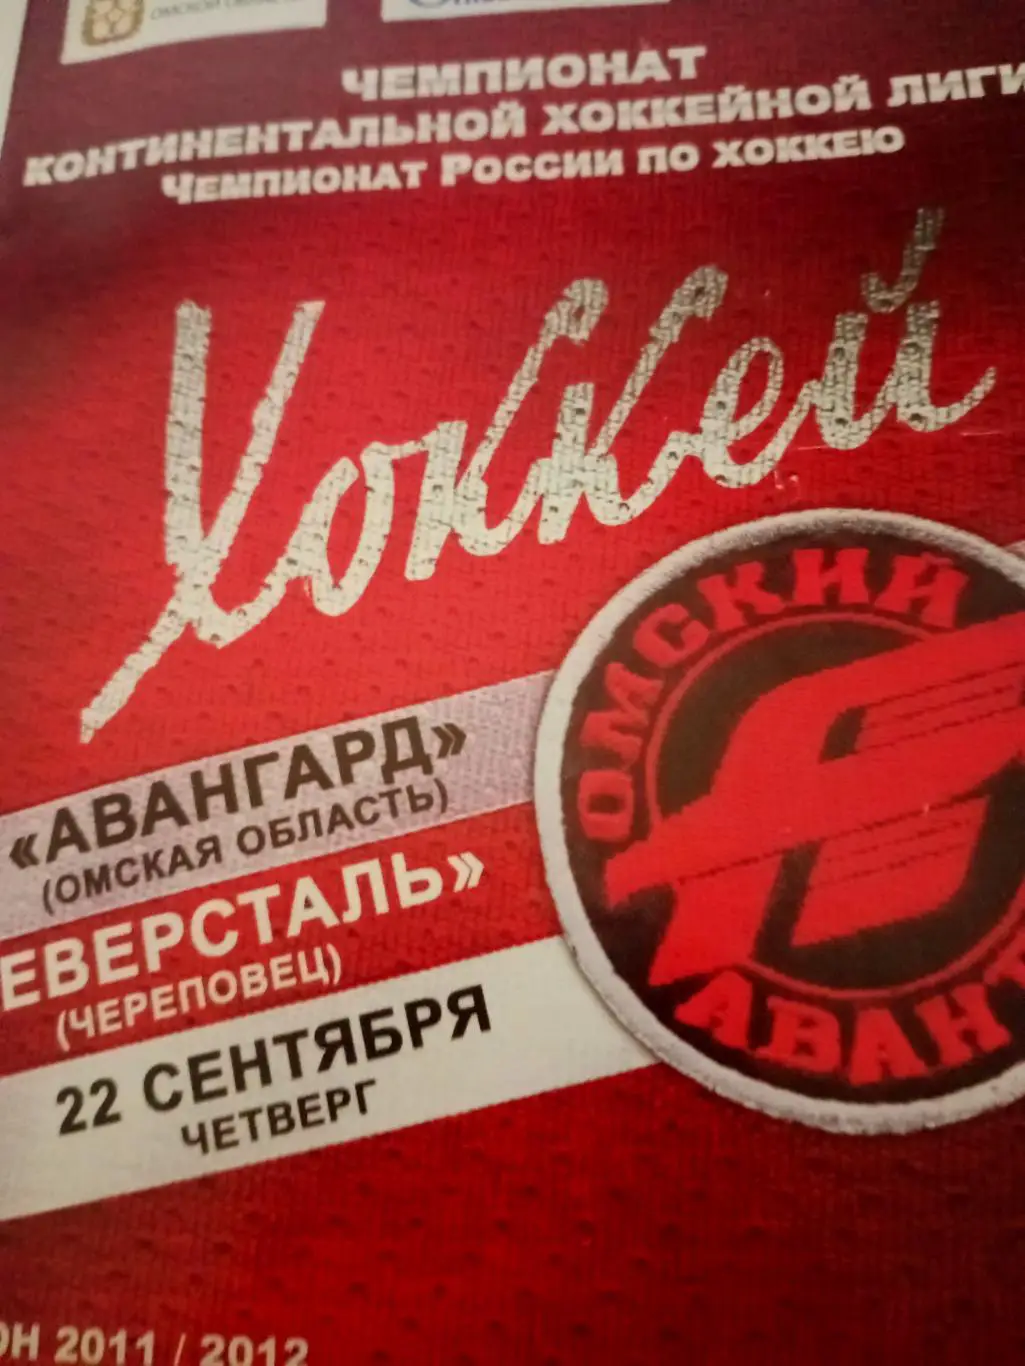 ЧЕМПИОНАТ
КОНТИНЕНТАЛЬНОЙ ХОККЕЙНОЙ ЛИГИ
ЧЕМПИОНАТ РОССИИ ПО ХОККЕЮ
Хоккей
ОМСКИЙ
АВАНГ
«АВАНГАРД»
(ОМСКАЯ ОБЛАСТЬ)
ЕВЕРСТАЛЬ»
(ЧЕРЕПОВЕЦ)
22 СЕНТЯБРЯ
ЧЕТВЕРГ
ОН 2011 / 2012